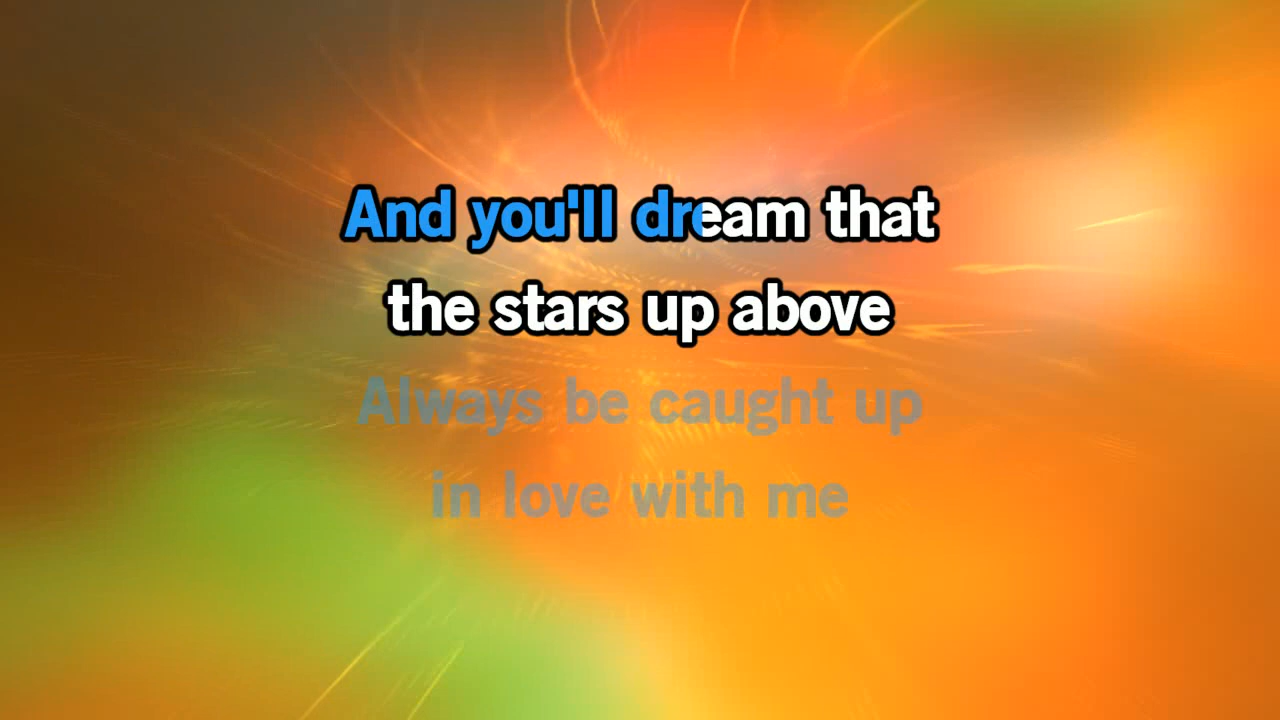 And you'll dream that
the stars up above
Always be caught up
in love with me